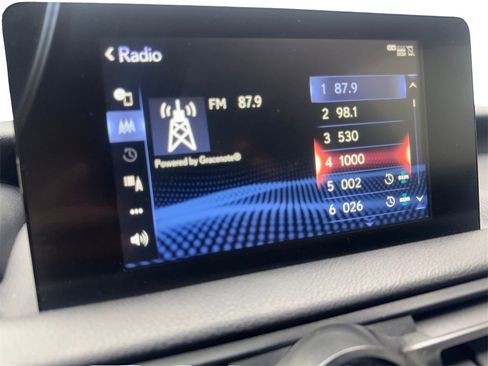 Radio
FM 87.9
Powered by Gracenote®
1 87.9
2 98.1
3 530
4 1000
5 002
6 026